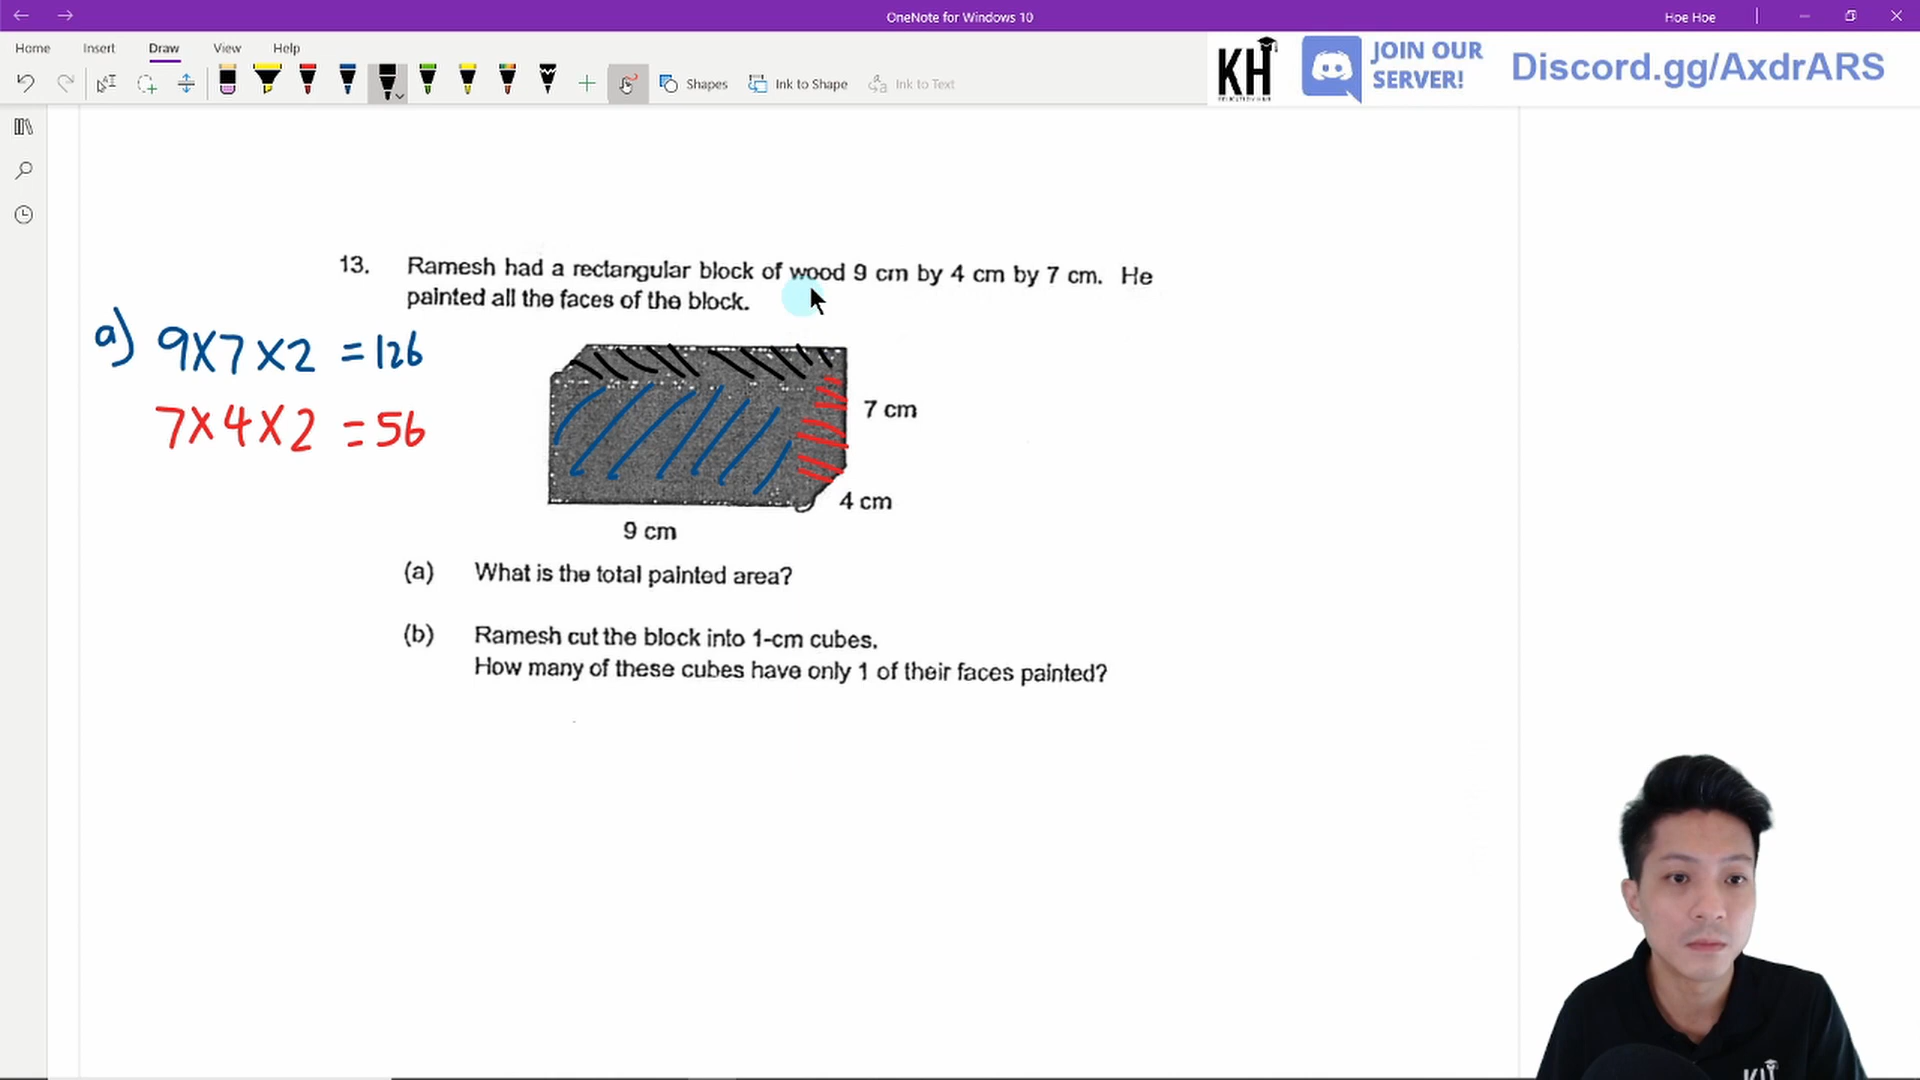 OneNote for Windows 10
Hoe Hoe
Home Insert Draw View Help
Shapes Ink to Shape Ink to Text
KH
JOIN OUR
SERVER!
Discord.gg/AxdrARS
13. Ramesh had a rectangular block of wood 9 cm by 4 cm by 7 cm. He
painted all the faces of the block.
a) 9X7X2 = 126
7X4X2 = 56
7 cm
4 cm
9 cm
(a) What is the total painted area?
(b) Ramesh cut the block into 1-cm cubes.
How many of these cubes have only 1 of their faces painted?